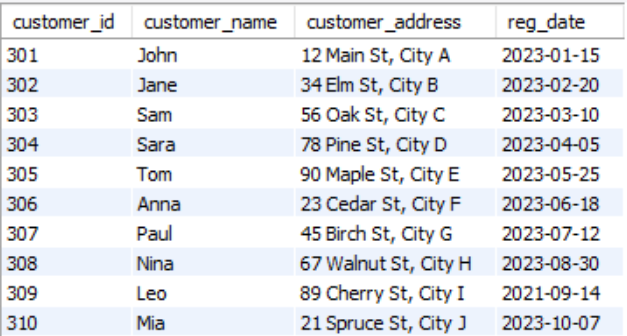 customer_id customer_name customer_address reg_date
301 John 12 Main St, City A 2023-01-15
302 Jane 34 Elm St, City B 2023-02-20
303 Sam 56 Oak St, City C 2023-03-10
304 Sara 78 Pine St, City D 2023-04-05
305 Tom 90 Maple St, City E 2023-05-25
306 Anna 23 Cedar St, City F 2023-06-18
307 Paul 45 Birch St, City G 2023-07-12
308 Nina 67 Walnut St, City H 2023-08-30
309 Leo 89 Cherry St, City I 2021-09-14
310 Mia 21 Spruce St, City J 2023-10-07